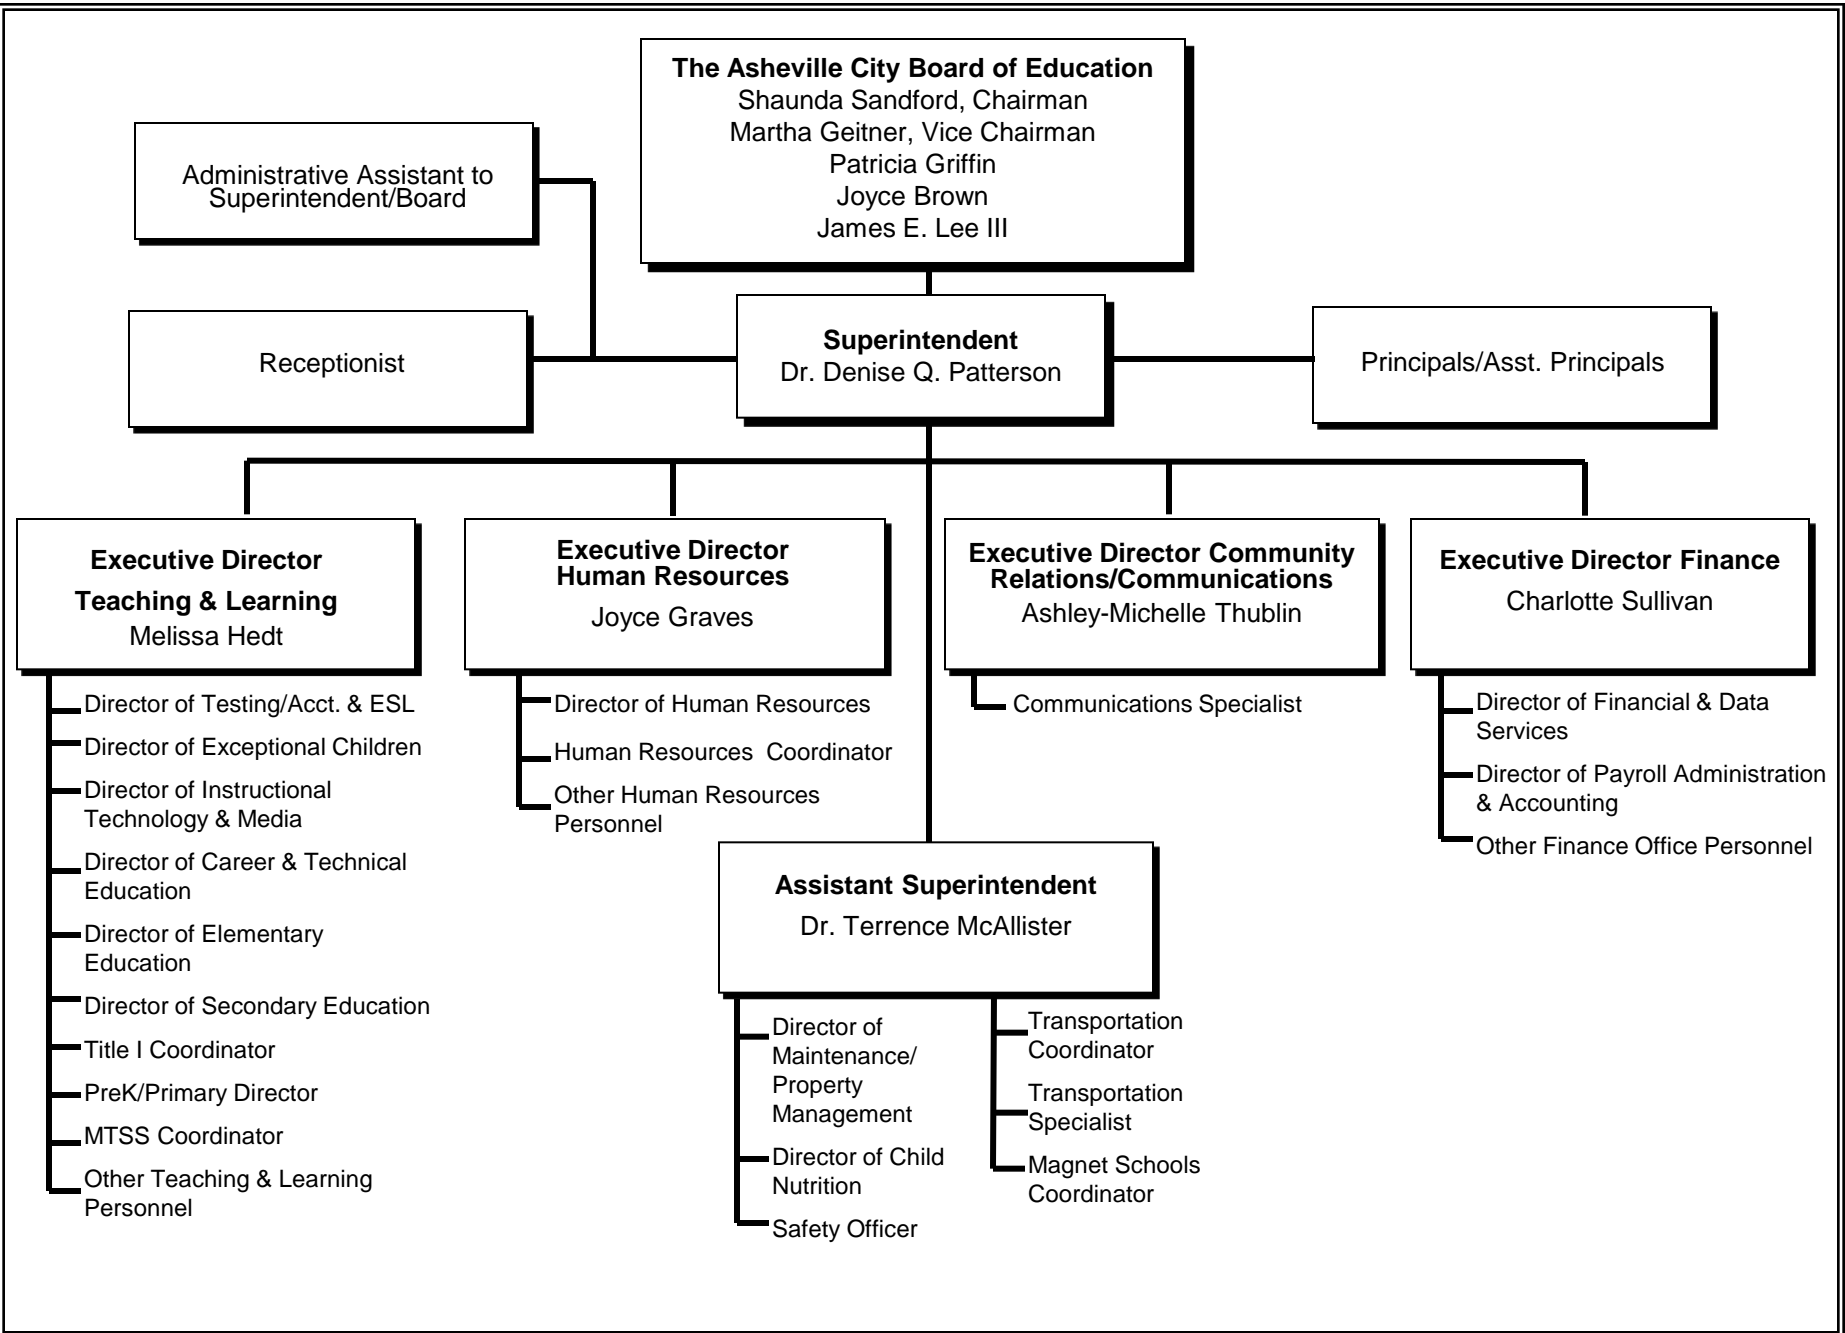 The Asheville City Board of Education
Shaunda Sandford, Chairman
Martha Geitner, Vice Chairman
Patricia Griffin
Joyce Brown
James E. Lee III
Administrative Assistant to
Superintendent/Board
Receptionist
Superintendent
Dr. Denise Q. Patterson
Principals/Asst. Principals
Executive Director
Teaching & Learning
Melissa Hedt
Director of Testing/Acct. & ESL
Director of Exceptional Children
Director of Instructional
Technology & Media
Director of Career & Technical
Education
Director of Elementary
Education
Director of Secondary Education
Title I Coordinator
PreK/Primary Director
MTSS Coordinator
Other Teaching & Learning
Personnel
Executive Director
Human Resources
Joyce Graves
Director of Human Resources
Human Resources  Coordinator
Other Human Resources
Personnel
Executive Director Community
Relations/Communications
Ashley-Michelle Thublin
Communications Specialist
Executive Director Finance
Charlotte Sullivan
Director of Financial & Data
Services
Director of Payroll Administration
& Accounting
Other Finance Office Personnel
Assistant Superintendent
Dr. Terrence McAllister
Director of
Maintenance/
Property
Management
Director of Child
Nutrition
Safety Officer
Transportation
Coordinator
Transportation
Specialist
Magnet Schools
Coordinator